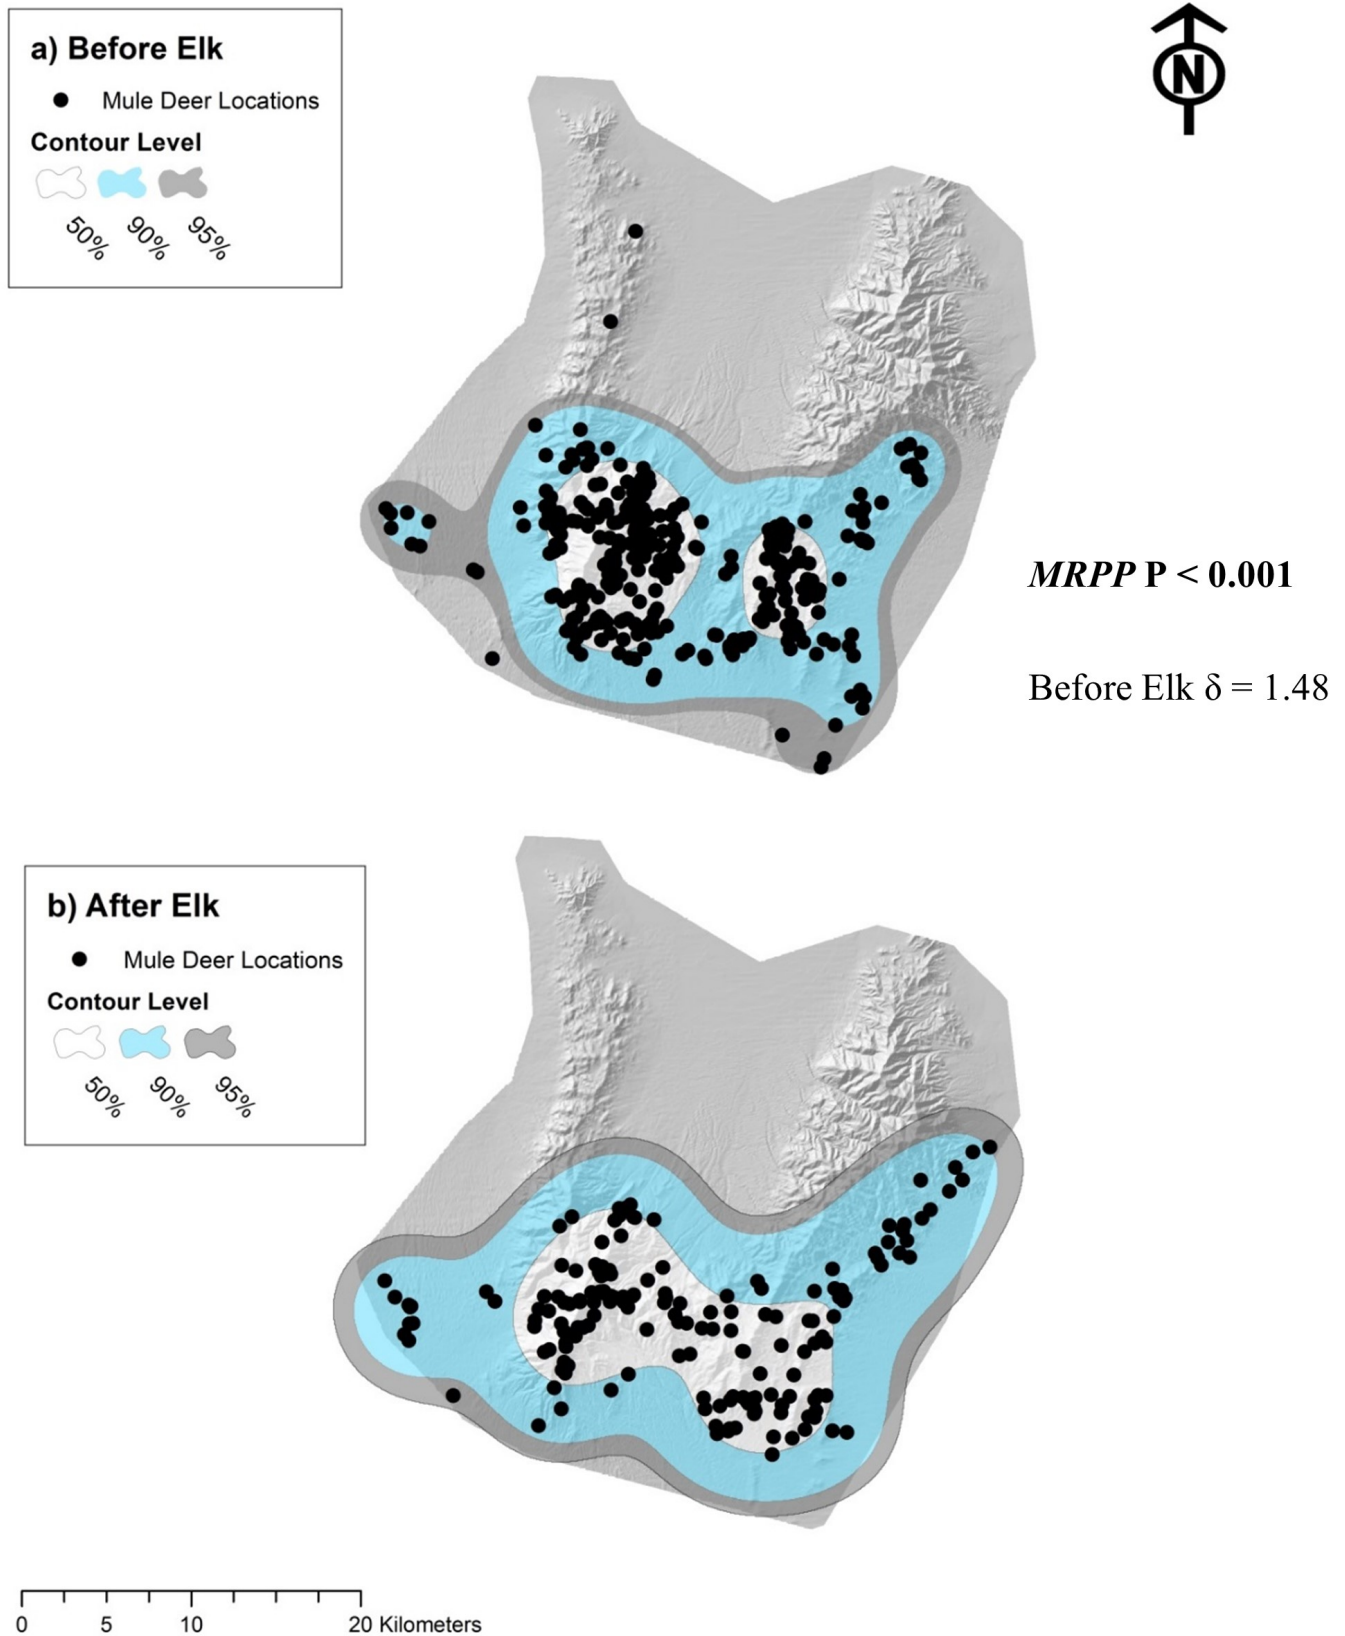 a) Before Elk
Mule Deer Locations
Contour Level
50% 90% 95%
N
MRPP P < 0.001
Before Elk δ = 1.48
b) After Elk
Mule Deer Locations
Contour Level
50% 90% 95%
0 5 10 20 Kilometers